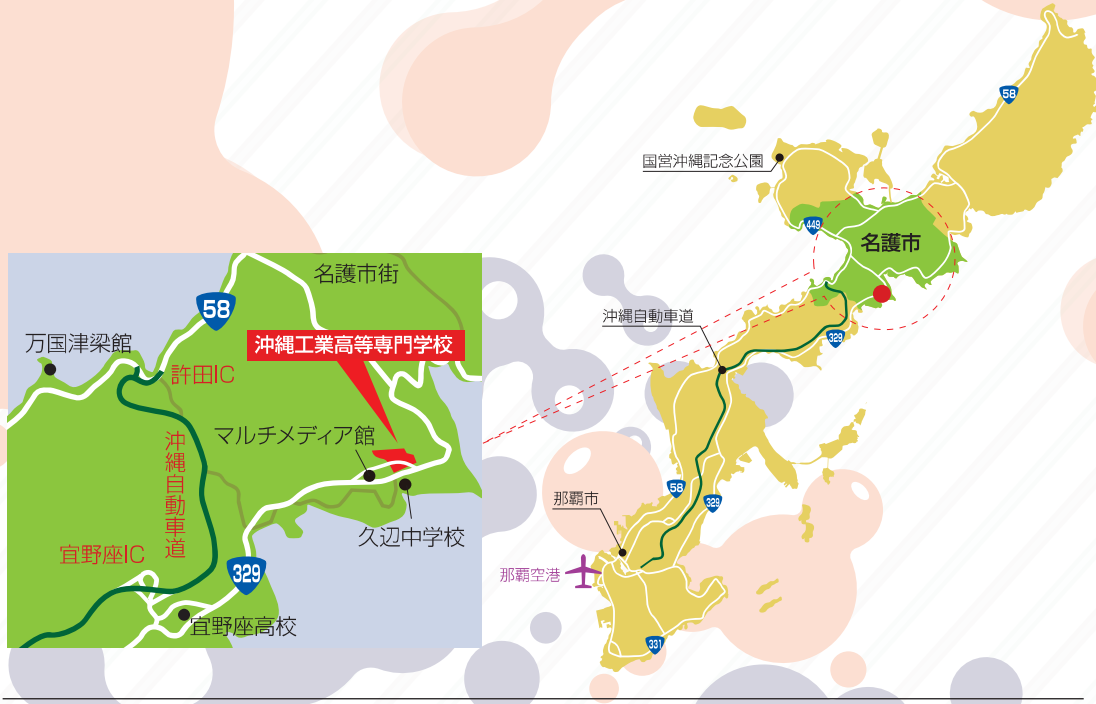 58
国営沖縄記念公園
449
名護市
名護市街
58
沖縄工業高等専門学校
万国津梁館
許田IC
沖縄自動車道
329
マルチメディア館
沖縄自動車道
久辺中学校
宜野座IC
329
宜野座高校
58
329
那覇市
那覇空港
331